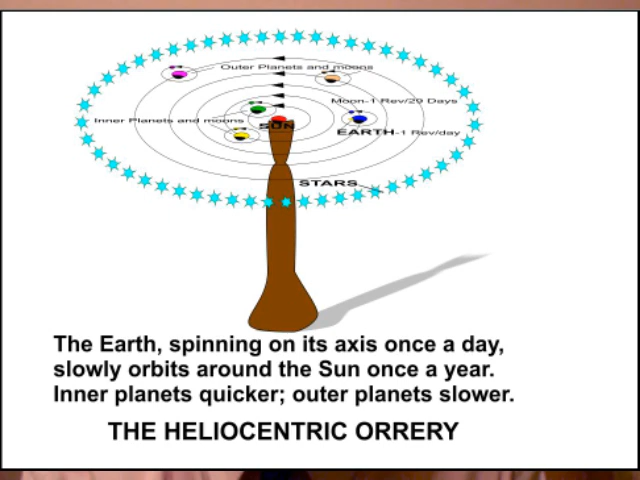 Outer Planets and moons
Moon-1 Rev/29 Days
Inner Planets and moons
SUN
EARTH-1 Rev/day
STARS
The Earth, spinning on its axis once a day,
slowly orbits around the Sun once a year.
Inner planets quicker; outer planets slower.
THE HELIOCENTRIC ORRERY